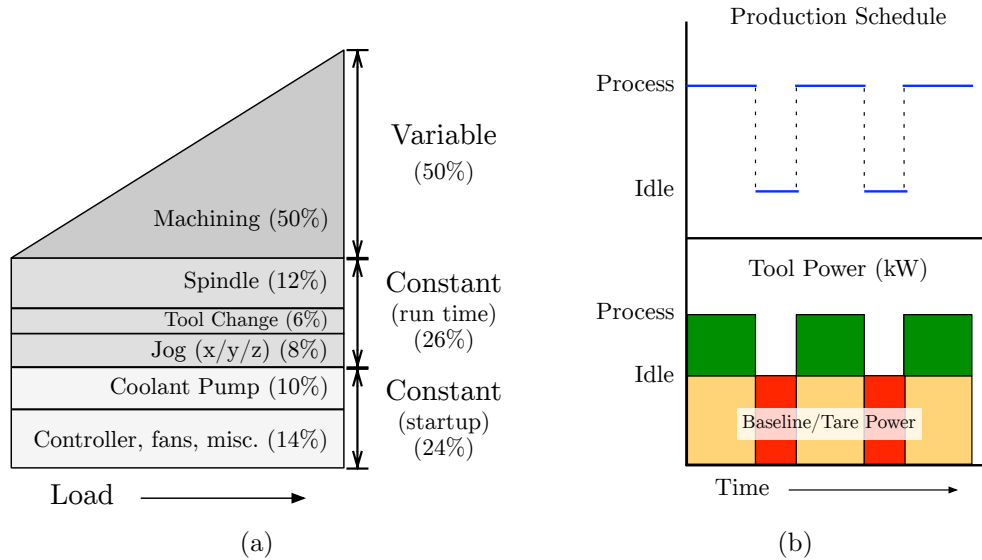 Variable
(50%)
Machining (50%)
Spindle (12%)
Tool Change (6%)
Jog (x/y/z) (8%)
Constant
(run time)
(26%)
Coolant Pump (10%)
Controller, fans, misc. (14%)
Constant
(startup)
(24%)
Load
(a)
Production Schedule
Process
Idle
Tool Power (kW)
Process
Idle
Baseline/Tare Power
Time
(b)